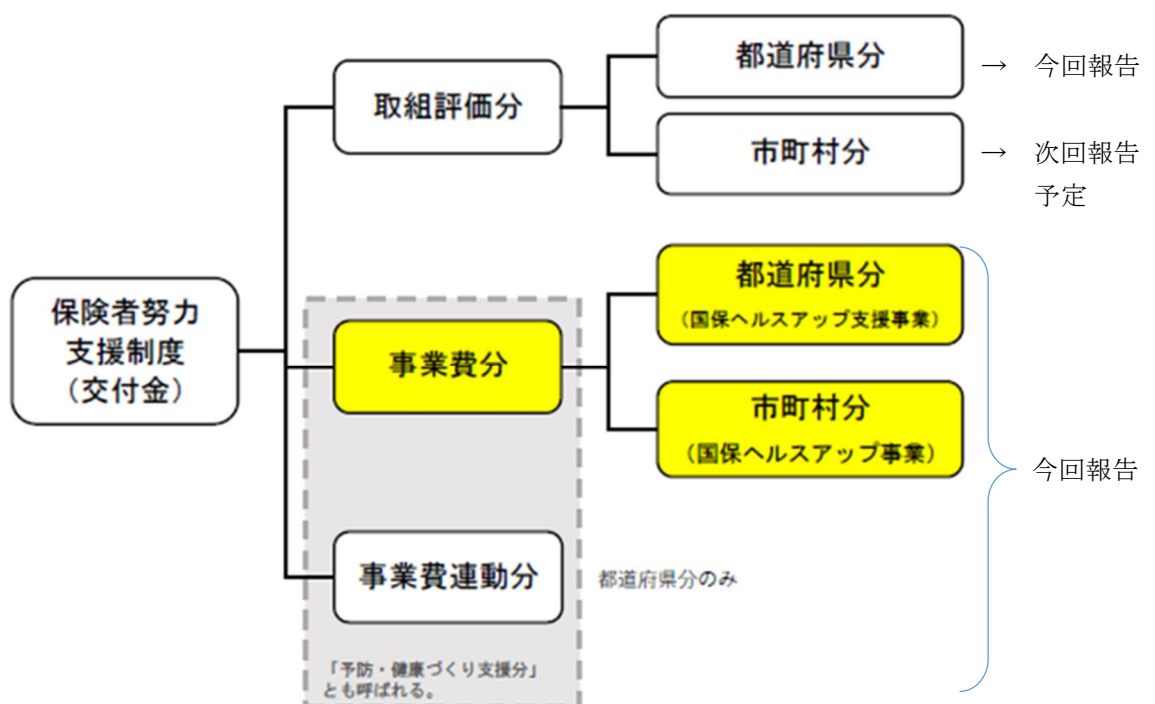 都道府県分
→ 今回報告
取組評価分
市町村分
→ 次回報告
予定
保険者努力
支援制度
(交付金)
都道府県分
(国保ヘルスアップ支援事業)
事業費分
市町村分
(国保ヘルスアップ事業)
今回報告
事業費連動分
都道府県分のみ
「予防・健康づくり支援分」
とも呼ばれる。